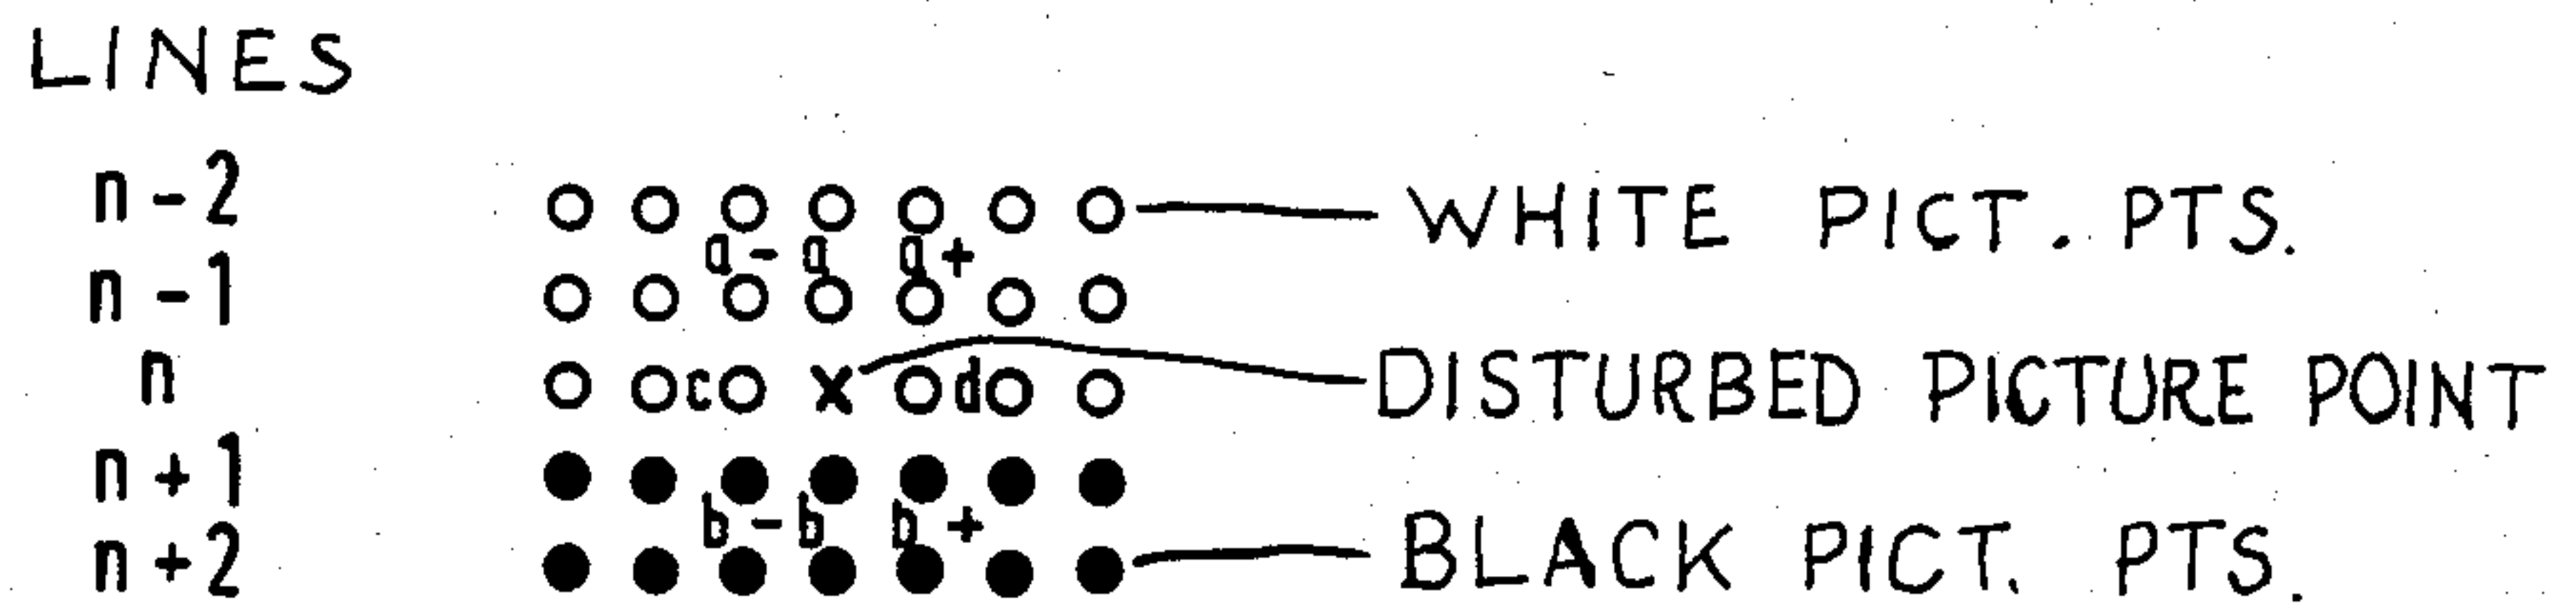 LINES
n-2 WHITE PICT. PTS.
a- a a+
n-1
n c x d DISTURBED PICTURE POINT
n+1
b- b b+
n+2 BLACK PICT. PTS.